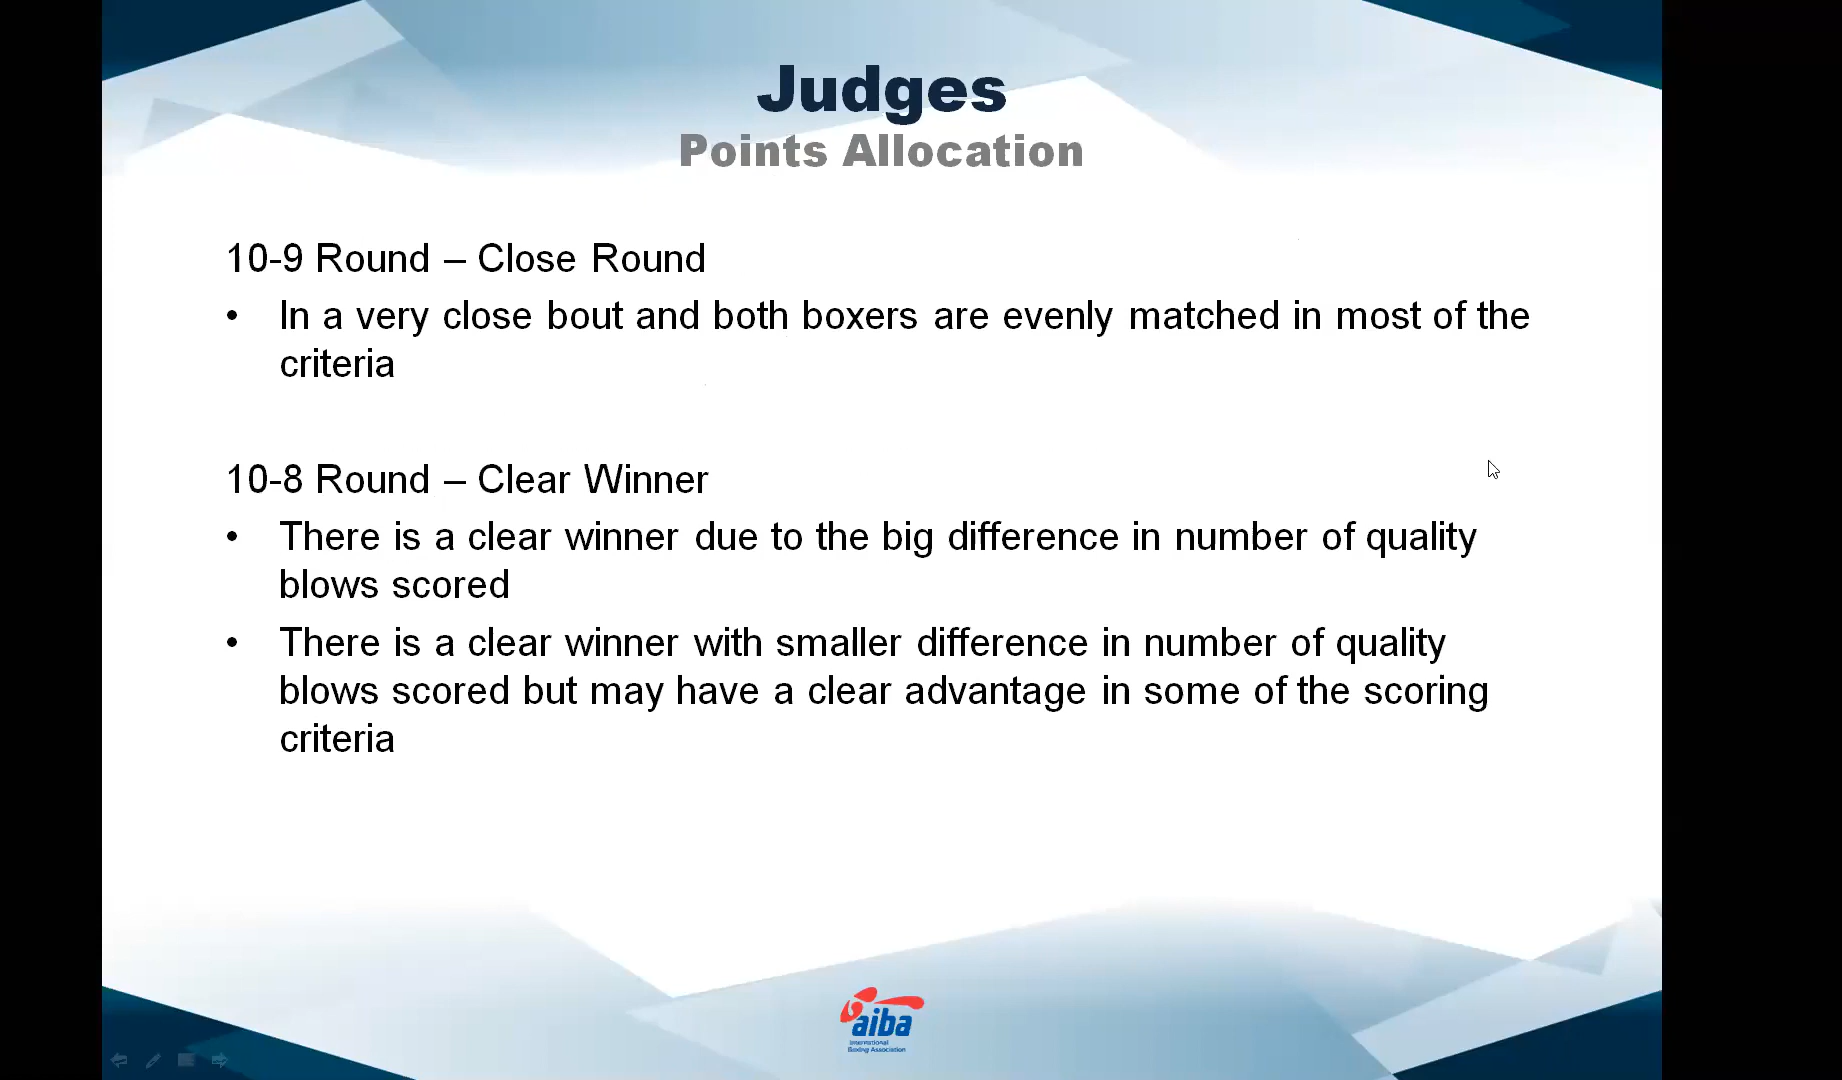 Judges
Points Allocation
10-9 Round – Close Round
• In a very close bout and both boxers are evenly matched in most of the
criteria
10-8 Round – Clear Winner
• There is a clear winner due to the big difference in number of quality
blows scored
• There is a clear winner with smaller difference in number of quality
blows scored but may have a clear advantage in some of the scoring
criteria
aiba
International
Boxing Association